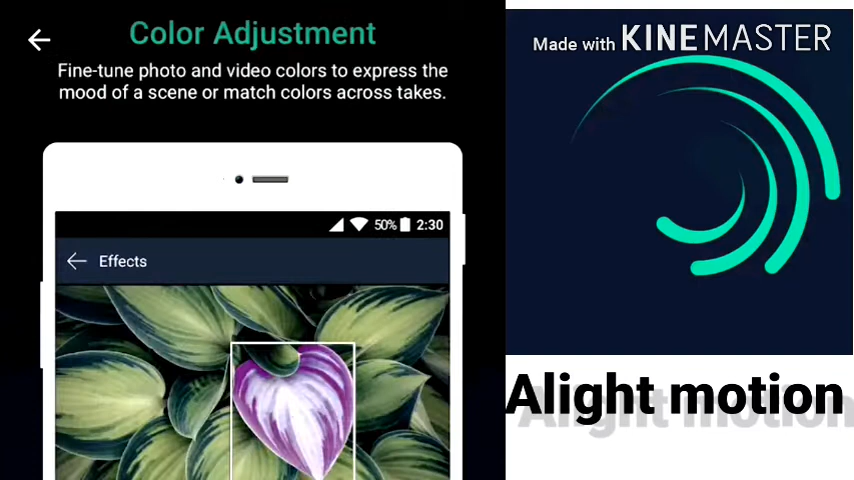 Color Adjustment
Fine-tune photo and video colors to express the
mood of a scene or match colors across takes.
50% 2:30
Effects
Made with KINEMASTER
Alight motion